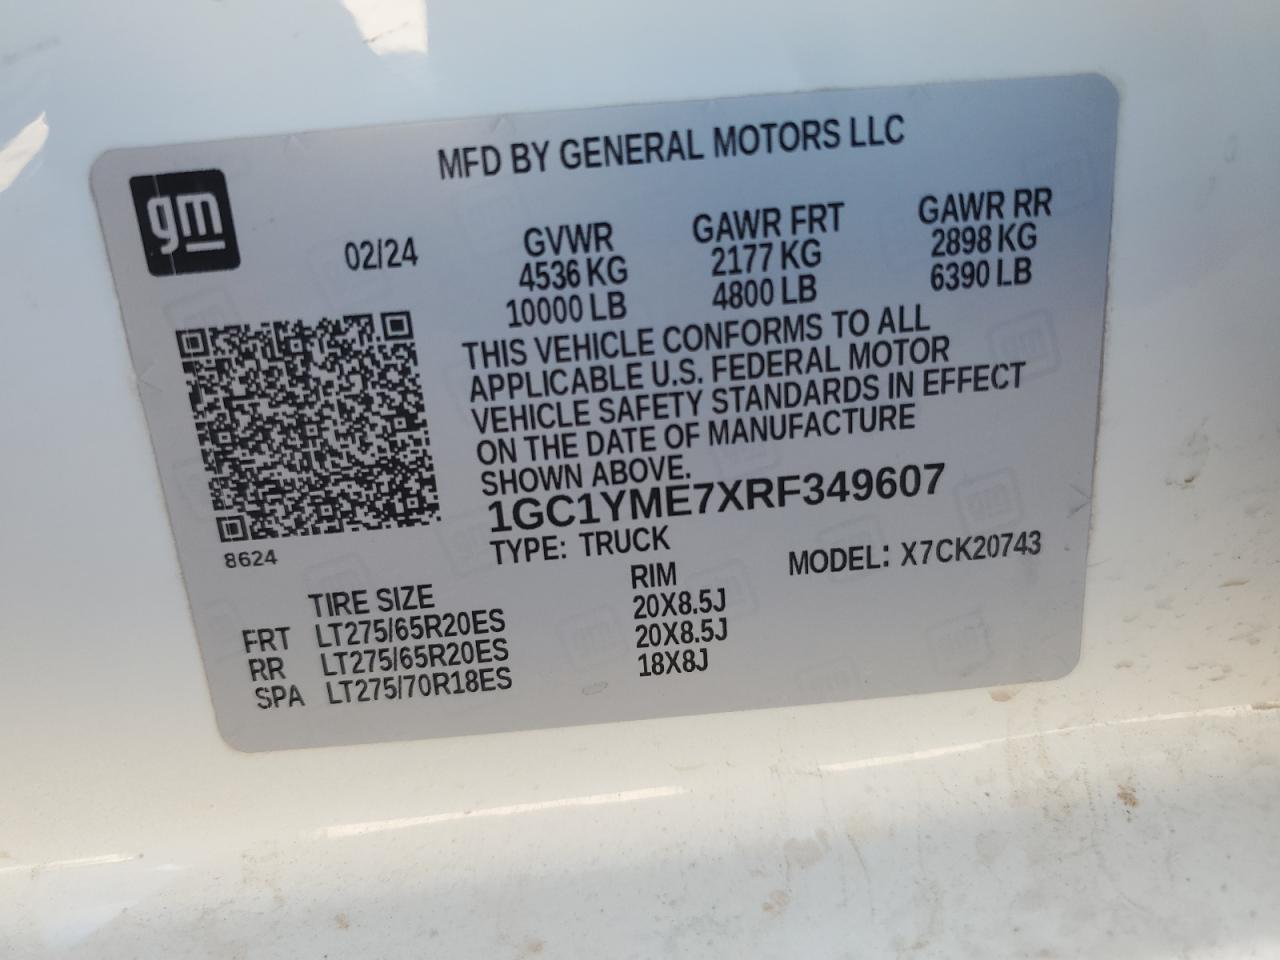 MFD BY GENERAL MOTORS LLC
gm
02/24
GVWR GAWR FRT GAWR RR
4536 KG 2177 KG 2898 KG
10000 LB 4800 LB 6390 LB
THIS VEHICLE CONFORMS TO ALL
APPLICABLE U.S. FEDERAL MOTOR
VEHICLE SAFETY STANDARDS IN EFFECT
ON THE DATE OF MANUFACTURE
SHOWN ABOVE.
1GC1YME7XRF349607
8624
TYPE: TRUCK MODEL: X7CK20743
TIRE SIZE RIM
FRT LT275/65R20ES 20X8.5J
RR LT275/65R20ES 20X8.5J
SPA LT275/70R18ES 18X8J